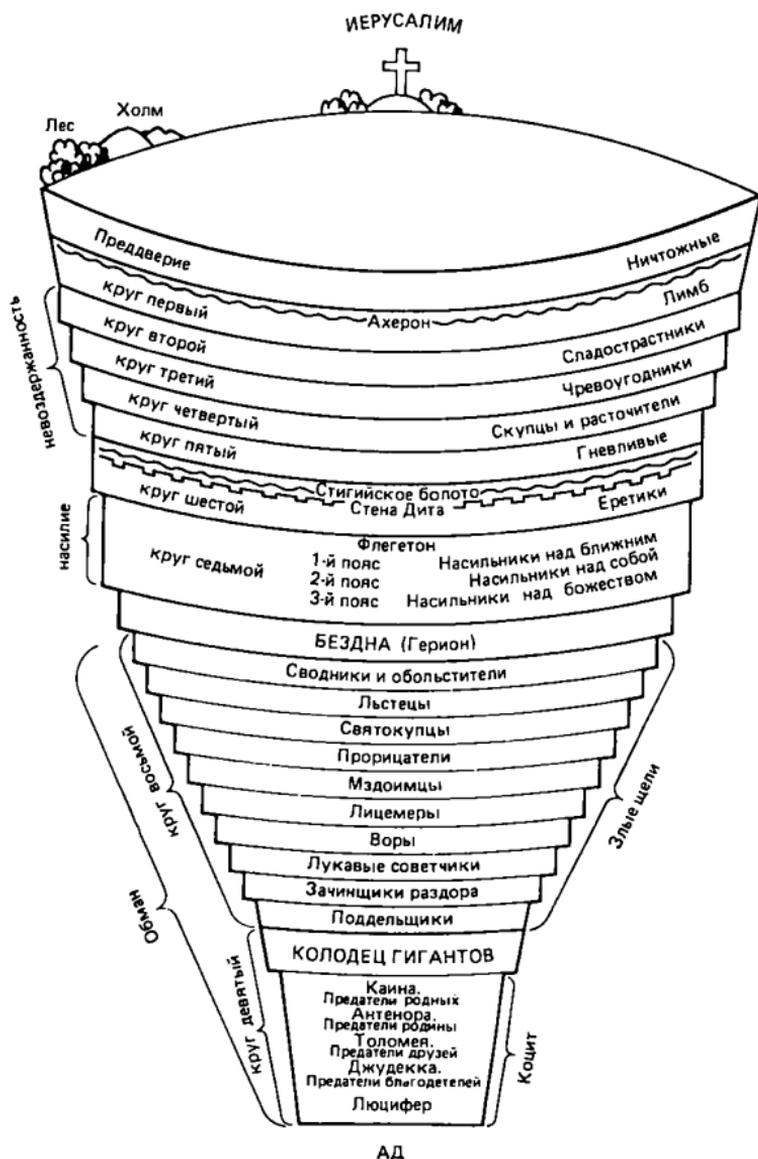 ИЕРУСАЛИМ
Холм
Лес
Преддверие
Ничтожные
Ахерон
круг первый
Лимб
круг второй
Сладострастники
круг третий
Чревоугодники
круг четвертый
Скупцы и расточители
круг пятый
Гневливые
невоздержанность
Стигийское болото
Стена Дита
круг шестой
Еретики
насилие
Флегетон
круг седьмой
1-й пояс Насильники над ближним
2-й пояс Насильники над собой
3-й пояс Насильники над божеством
БЕЗДНА (Герион)
Сводники и обольстители
Льстецы
Святокупцы
Прорицатели
Мздоимцы
Лицемеры
Воры
Лукавые советчики
Зачинщики раздора
Поддельщики
круг восьмой
Злые щели
Обман
КОЛОДЕЦ ГИГАНТОВ
круг девятый
Каина.
Предатели родных
Антенора.
Предатели родины
Толомея.
Предатели друзей
Джудекка.
Предатели благодетелей
Люцифер
Коцит
АД